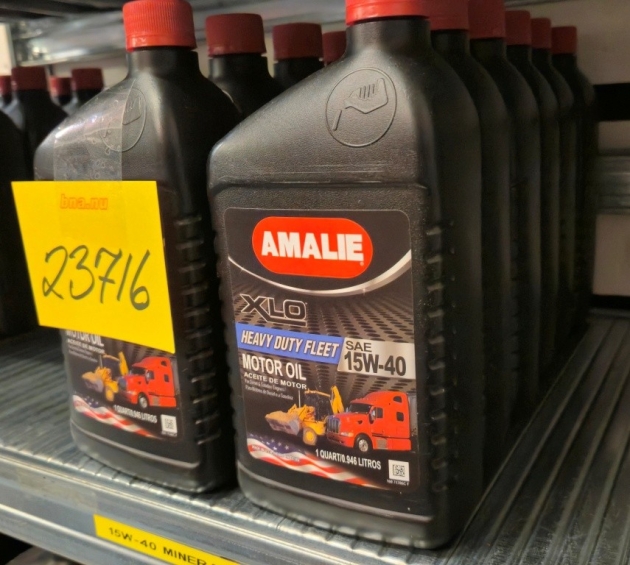 bna.nu
23716
MOTOR OIL
1 QUART/0.946 LITROS
AMALIE
XLO
HEAVY DUTY FLEET
SAE
15W-40
MOTOR OIL
ACEITE DE MOTOR
1 QUART/0.946 LITROS
15W-40 MINERA